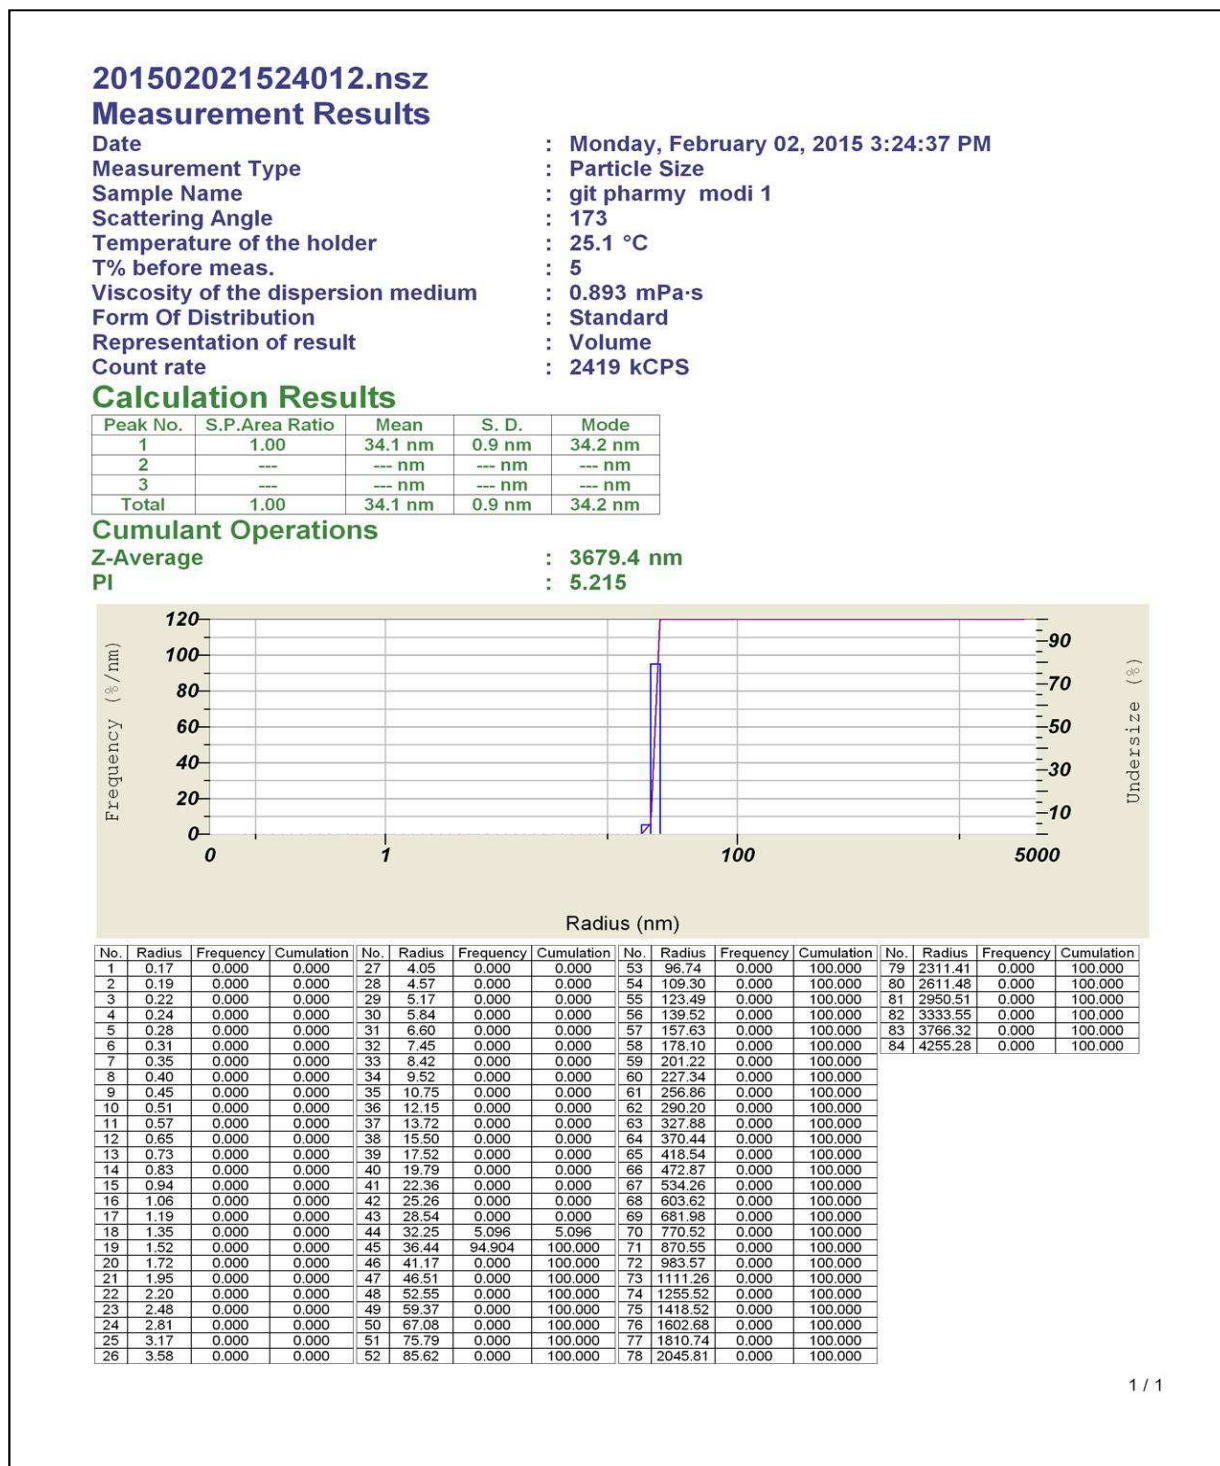 201502021524012.nsz
Measurement Results
Date : Monday, February 02, 2015 3:24:37 PM
Measurement Type : Particle Size
Sample Name : git pharmy modi 1
Scattering Angle : 173
Temperature of the holder : 25.1 °C
T% before meas. : 5
Viscosity of the dispersion medium : 0.893 mPa·s
Form Of Distribution : Standard
Representation of result : Volume
Count rate : 2419 kCPS
Calculation Results
Peak No. S.P.Area Ratio Mean S. D. Mode
1 1.00 34.1 nm 0.9 nm 34.2 nm
2 --- --- nm --- nm --- nm
3 --- --- nm --- nm --- nm
Total 1.00 34.1 nm 0.9 nm 34.2 nm
Cumulant Operations
Z-Average : 3679.4 nm
PI : 5.215
Frequency (%/nm)
120
100
80
60
40
20
0
90
70
50
30
10
Undersize (%)
0 1 100 5000
Radius (nm)
No. Radius Frequency Cumulation No. Radius Frequency Cumulation No. Radius Frequency Cumulation No. Radius Frequency Cumulation
1 0.17 0.000 0.000 27 4.05 0.000 0.000 53 96.74 0.000 100.000 79 2311.41 0.000 100.000
2 0.19 0.000 0.000 28 4.57 0.000 0.000 54 109.30 0.000 100.000 80 2611.48 0.000 100.000
3 0.22 0.000 0.000 29 5.17 0.000 0.000 55 123.49 0.000 100.000 81 2950.51 0.000 100.000
4 0.24 0.000 0.000 30 5.84 0.000 0.000 56 139.52 0.000 100.000 82 3333.55 0.000 100.000
5 0.28 0.000 0.000 31 6.60 0.000 0.000 57 157.63 0.000 100.000 83 3766.32 0.000 100.000
6 0.31 0.000 0.000 32 7.45 0.000 0.000 58 178.10 0.000 100.000 84 4255.28 0.000 100.000
7 0.35 0.000 0.000 33 8.42 0.000 0.000 59 201.22 0.000 100.000
8 0.40 0.000 0.000 34 9.52 0.000 0.000 60 227.34 0.000 100.000
9 0.45 0.000 0.000 35 10.75 0.000 0.000 61 256.86 0.000 100.000
10 0.51 0.000 0.000 36 12.15 0.000 0.000 62 290.20 0.000 100.000
11 0.57 0.000 0.000 37 13.72 0.000 0.000 63 327.88 0.000 100.000
12 0.65 0.000 0.000 38 15.50 0.000 0.000 64 370.44 0.000 100.000
13 0.73 0.000 0.000 39 17.52 0.000 0.000 65 418.54 0.000 100.000
14 0.83 0.000 0.000 40 19.79 0.000 0.000 66 472.87 0.000 100.000
15 0.94 0.000 0.000 41 22.36 0.000 0.000 67 534.26 0.000 100.000
16 1.06 0.000 0.000 42 25.26 0.000 0.000 68 603.62 0.000 100.000
17 1.19 0.000 0.000 43 28.54 0.000 0.000 69 681.98 0.000 100.000
18 1.35 0.000 0.000 44 32.25 5.096 5.096 70 770.52 0.000 100.000
19 1.52 0.000 0.000 45 36.44 94.904 100.000 71 870.55 0.000 100.000
20 1.72 0.000 0.000 46 41.17 0.000 100.000 72 983.57 0.000 100.000
21 1.95 0.000 0.000 47 46.51 0.000 100.000 73 1111.26 0.000 100.000
22 2.20 0.000 0.000 48 52.55 0.000 100.000 74 1255.52 0.000 100.000
23 2.48 0.000 0.000 49 59.37 0.000 100.000 75 1418.52 0.000 100.000
24 2.81 0.000 0.000 50 67.08 0.000 100.000 76 1602.68 0.000 100.000
25 3.17 0.000 0.000 51 75.79 0.000 100.000 77 1810.74 0.000 100.000
26 3.58 0.000 0.000 52 85.62 0.000 100.000 78 2045.81 0.000 100.000
1 / 1